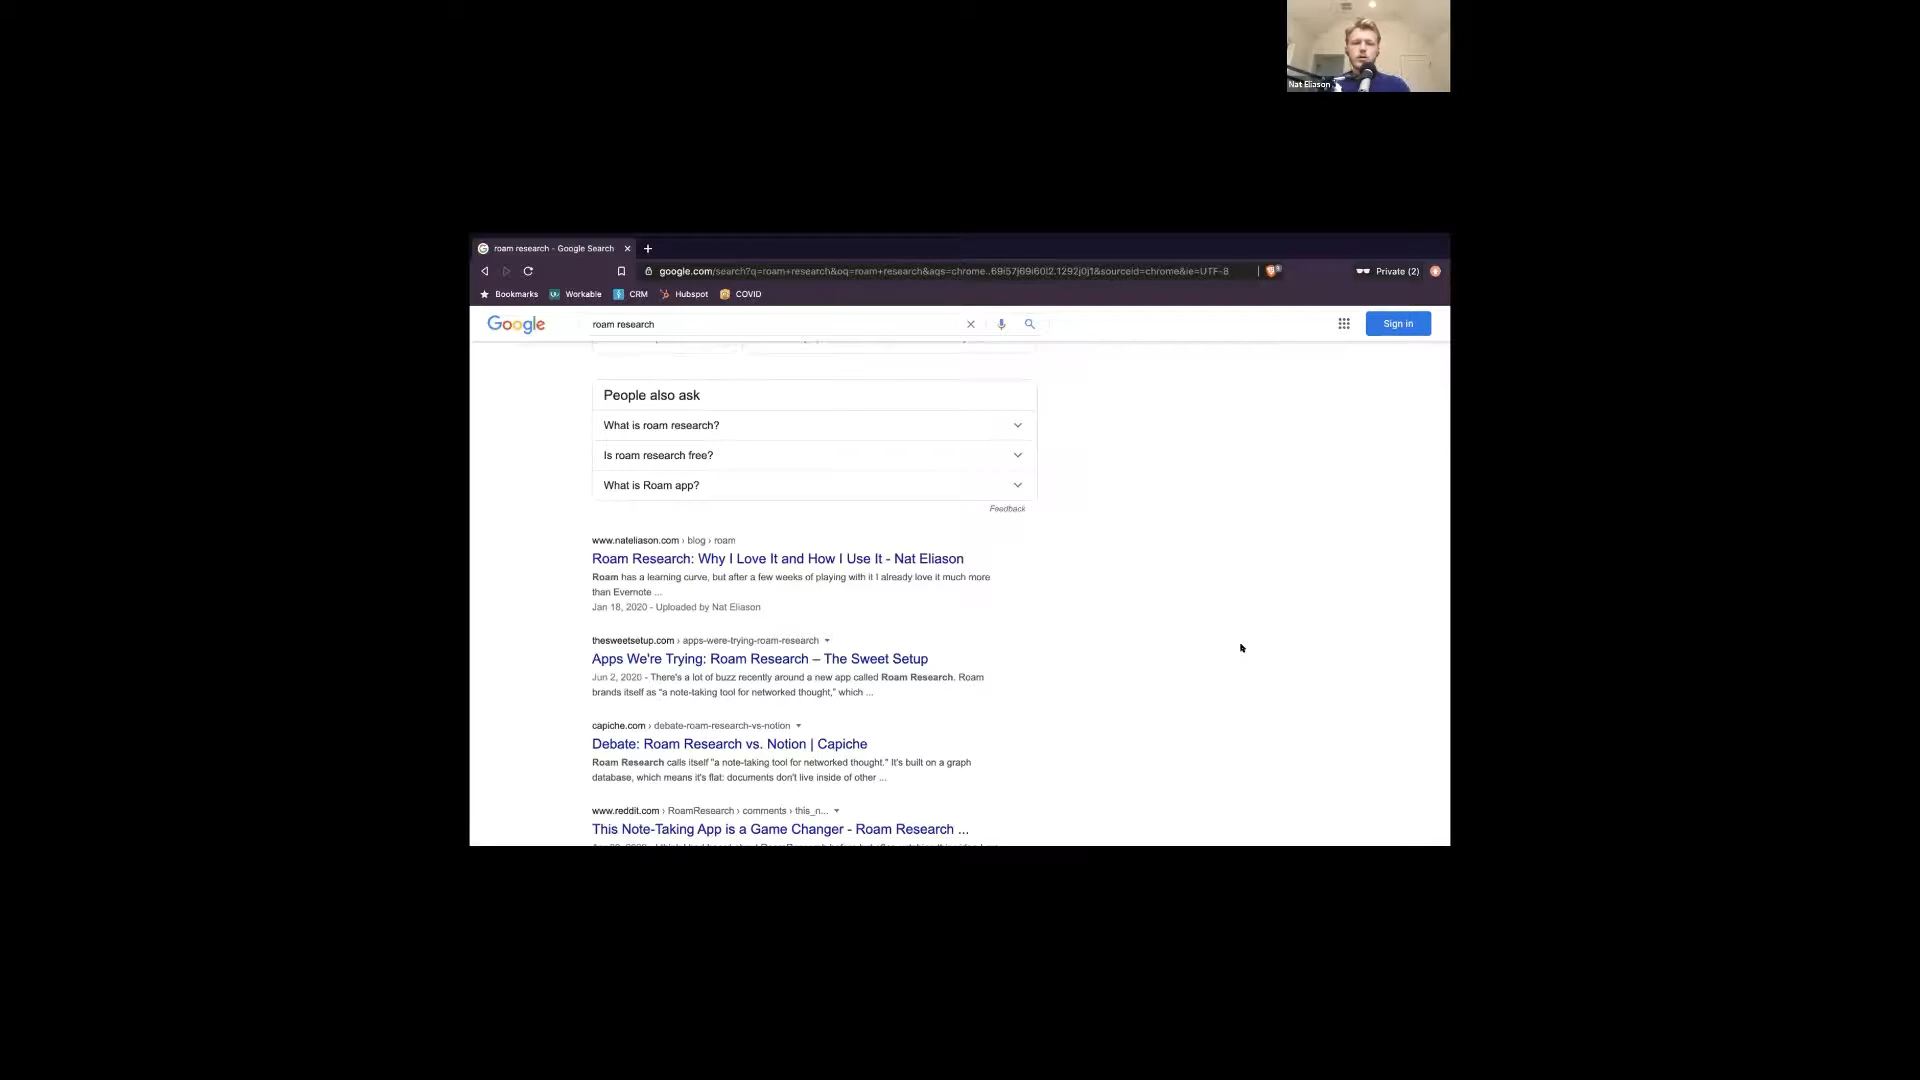 Nat Eliason
roam research - Google Search
google.com/search?q=roam+research&oq=roam+research&aqs=chrome..69i57j69i60l2.1292j0j1&sourceid=chrome&ie=UTF-8
Private (2)
Bookmarks Workable CRM Hubspot COVID
Google roam research Sign in
People also ask
What is roam research?
Is roam research free?
What is Roam app?
Feedback
www.nateliason.com › blog › roam
Roam Research: Why I Love It and How I Use It - Nat Eliason
Roam has a learning curve, but after a few weeks of playing with it I already love it much more
than Evernote ...
Jan 18, 2020 - Uploaded by Nat Eliason
thesweetsetup.com › apps-were-trying-roam-research
Apps We're Trying: Roam Research – The Sweet Setup
Jun 2, 2020 - There's a lot of buzz recently around a new app called Roam Research. Roam
brands itself as “a note-taking tool for networked thought,” which ...
capiche.com › debate-roam-research-vs-notion
Debate: Roam Research vs. Notion | Capiche
Roam Research calls itself "a note-taking tool for networked thought." It's built on a graph
database, which means it's flat: documents don't live inside of other ...
www.reddit.com › RoamResearch › comments › this_n...
This Note-Taking App is a Game Changer - Roam Research ...